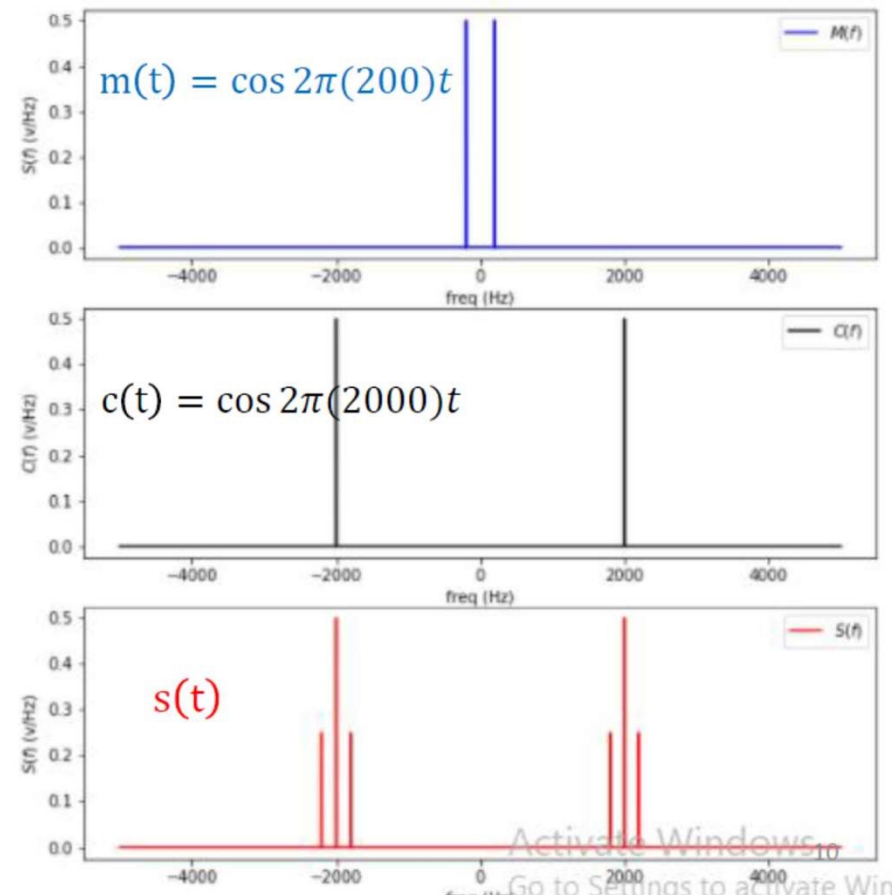 0.5
M(f)
0.4
m(t) = cos 2π(200)t
S(f) (v/Hz)
0.3
0.2
0.1
0.0
−4000 −2000 0 2000 4000
freq (Hz)
0.5
C(f)
0.4
c(t) = cos 2π(2000)t
C(f) (v/Hz)
0.3
0.2
0.1
0.0
−4000 −2000 0 2000 4000
freq (Hz)
0.5
S(f)
0.4
s(t)
S(f) (v/Hz)
0.3
0.2
0.1
0.0
Activate Windows
10
−4000 −2000 0 2000 4000
Go to Settings to activate Win